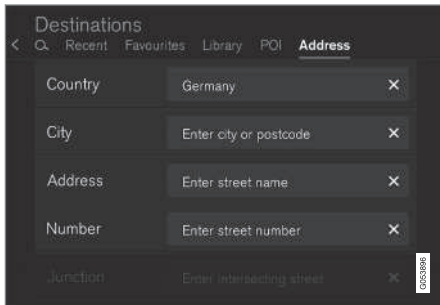 Destinations
Recent Favourites Library POI Address
Country Germany
City Enter city or postcode
Address Enter street name
Number Enter street number
Junction Enter intersecting street
G053896